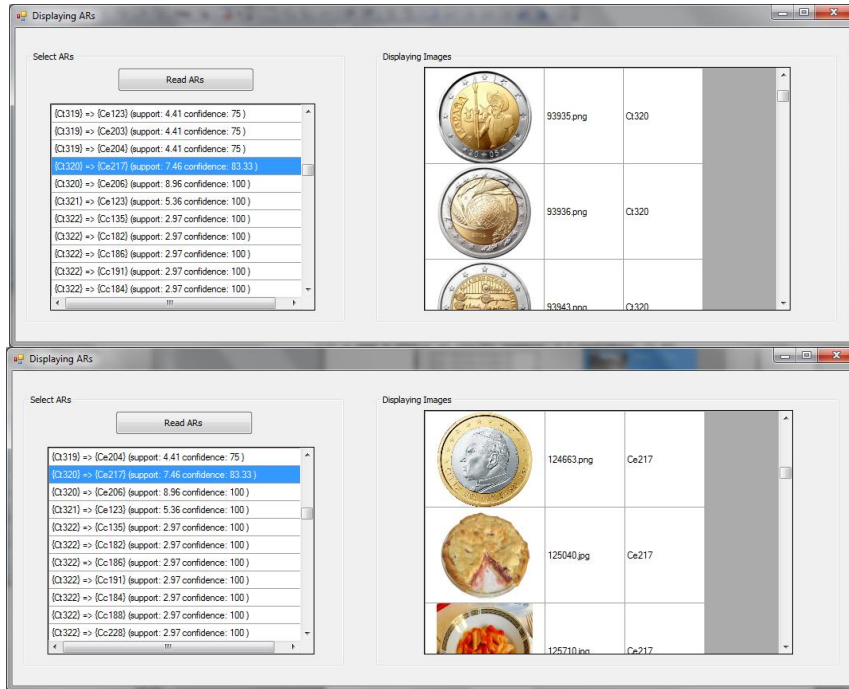 Displaying ARs
Select ARs
Displaying Images
Read ARs
{Ct319} => {Ce123} (support: 4.41 confidence: 75 )
{Ct319} => {Ce203} (support: 4.41 confidence: 75 )
{Ct319} => {Ce204} (support: 4.41 confidence: 75 )
{Ct320} => {Ce217} (support: 7.46 confidence: 83.33 )
{Ct320} => {Ce206} (support: 8.96 confidence: 100 )
{Ct321} => {Ce123} (support: 5.36 confidence: 100 )
{Ct322} => {Cc135} (support: 2.97 confidence: 100 )
{Ct322} => {Cc182} (support: 2.97 confidence: 100 )
{Ct322} => {Cc186} (support: 2.97 confidence: 100 )
{Ct322} => {Cc191} (support: 2.97 confidence: 100 )
{Ct322} => {Cc184} (support: 2.97 confidence: 100 )
93935.png Ct320
93936.png Ct320
93943.png Ct320
Displaying ARs
Select ARs
Displaying Images
Read ARs
{Ct319} => {Ce204} (support: 4.41 confidence: 75 )
{Ct320} => {Ce217} (support: 7.46 confidence: 83.33 )
{Ct320} => {Ce206} (support: 8.96 confidence: 100 )
{Ct321} => {Ce123} (support: 5.36 confidence: 100 )
{Ct322} => {Cc135} (support: 2.97 confidence: 100 )
{Ct322} => {Cc182} (support: 2.97 confidence: 100 )
{Ct322} => {Cc186} (support: 2.97 confidence: 100 )
{Ct322} => {Cc191} (support: 2.97 confidence: 100 )
{Ct322} => {Cc184} (support: 2.97 confidence: 100 )
{Ct322} => {Cc188} (support: 2.97 confidence: 100 )
{Ct322} => {Cc228} (support: 2.97 confidence: 100 )
124663.png Ce217
125040.jpg Ce217
125710.jpg Ce217